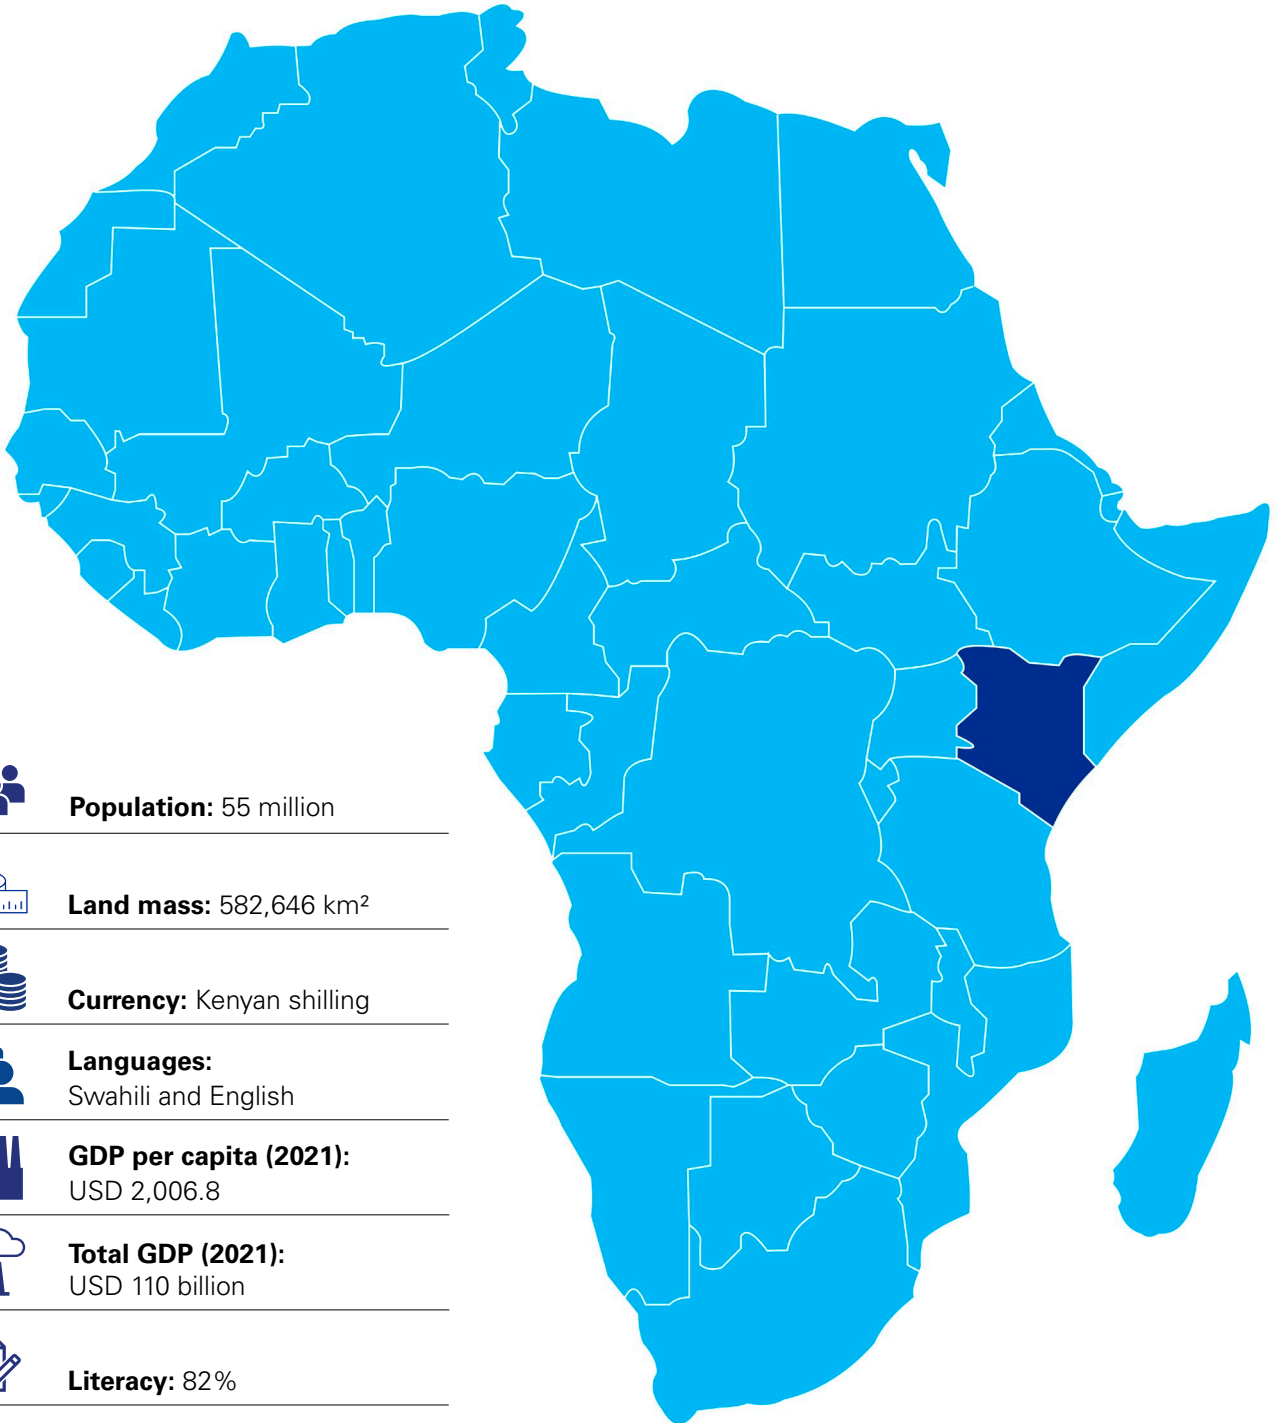 Population: 55 million
Land mass: 582,646 km²
Currency: Kenyan shilling
Languages:
Swahili and English
GDP per capita (2021):
USD 2,006.8
Total GDP (2021):
USD 110 billion
Literacy: 82%